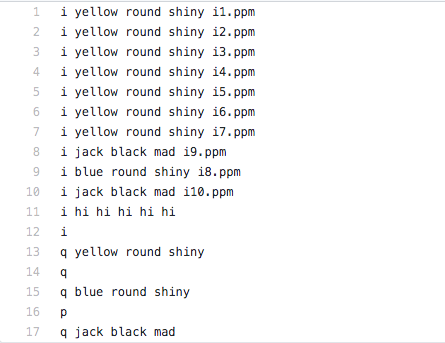 1 i yellow round shiny i1.ppm
2 i yellow round shiny i2.ppm
3 i yellow round shiny i3.ppm
4 i yellow round shiny i4.ppm
5 i yellow round shiny i5.ppm
6 i yellow round shiny i6.ppm
7 i yellow round shiny i7.ppm
8 i jack black mad i9.ppm
9 i blue round shiny i8.ppm
10 i jack black mad i10.ppm
11 i hi hi hi hi hi
12 i
13 q yellow round shiny
14 q
15 q blue round shiny
16 p
17 q jack black mad